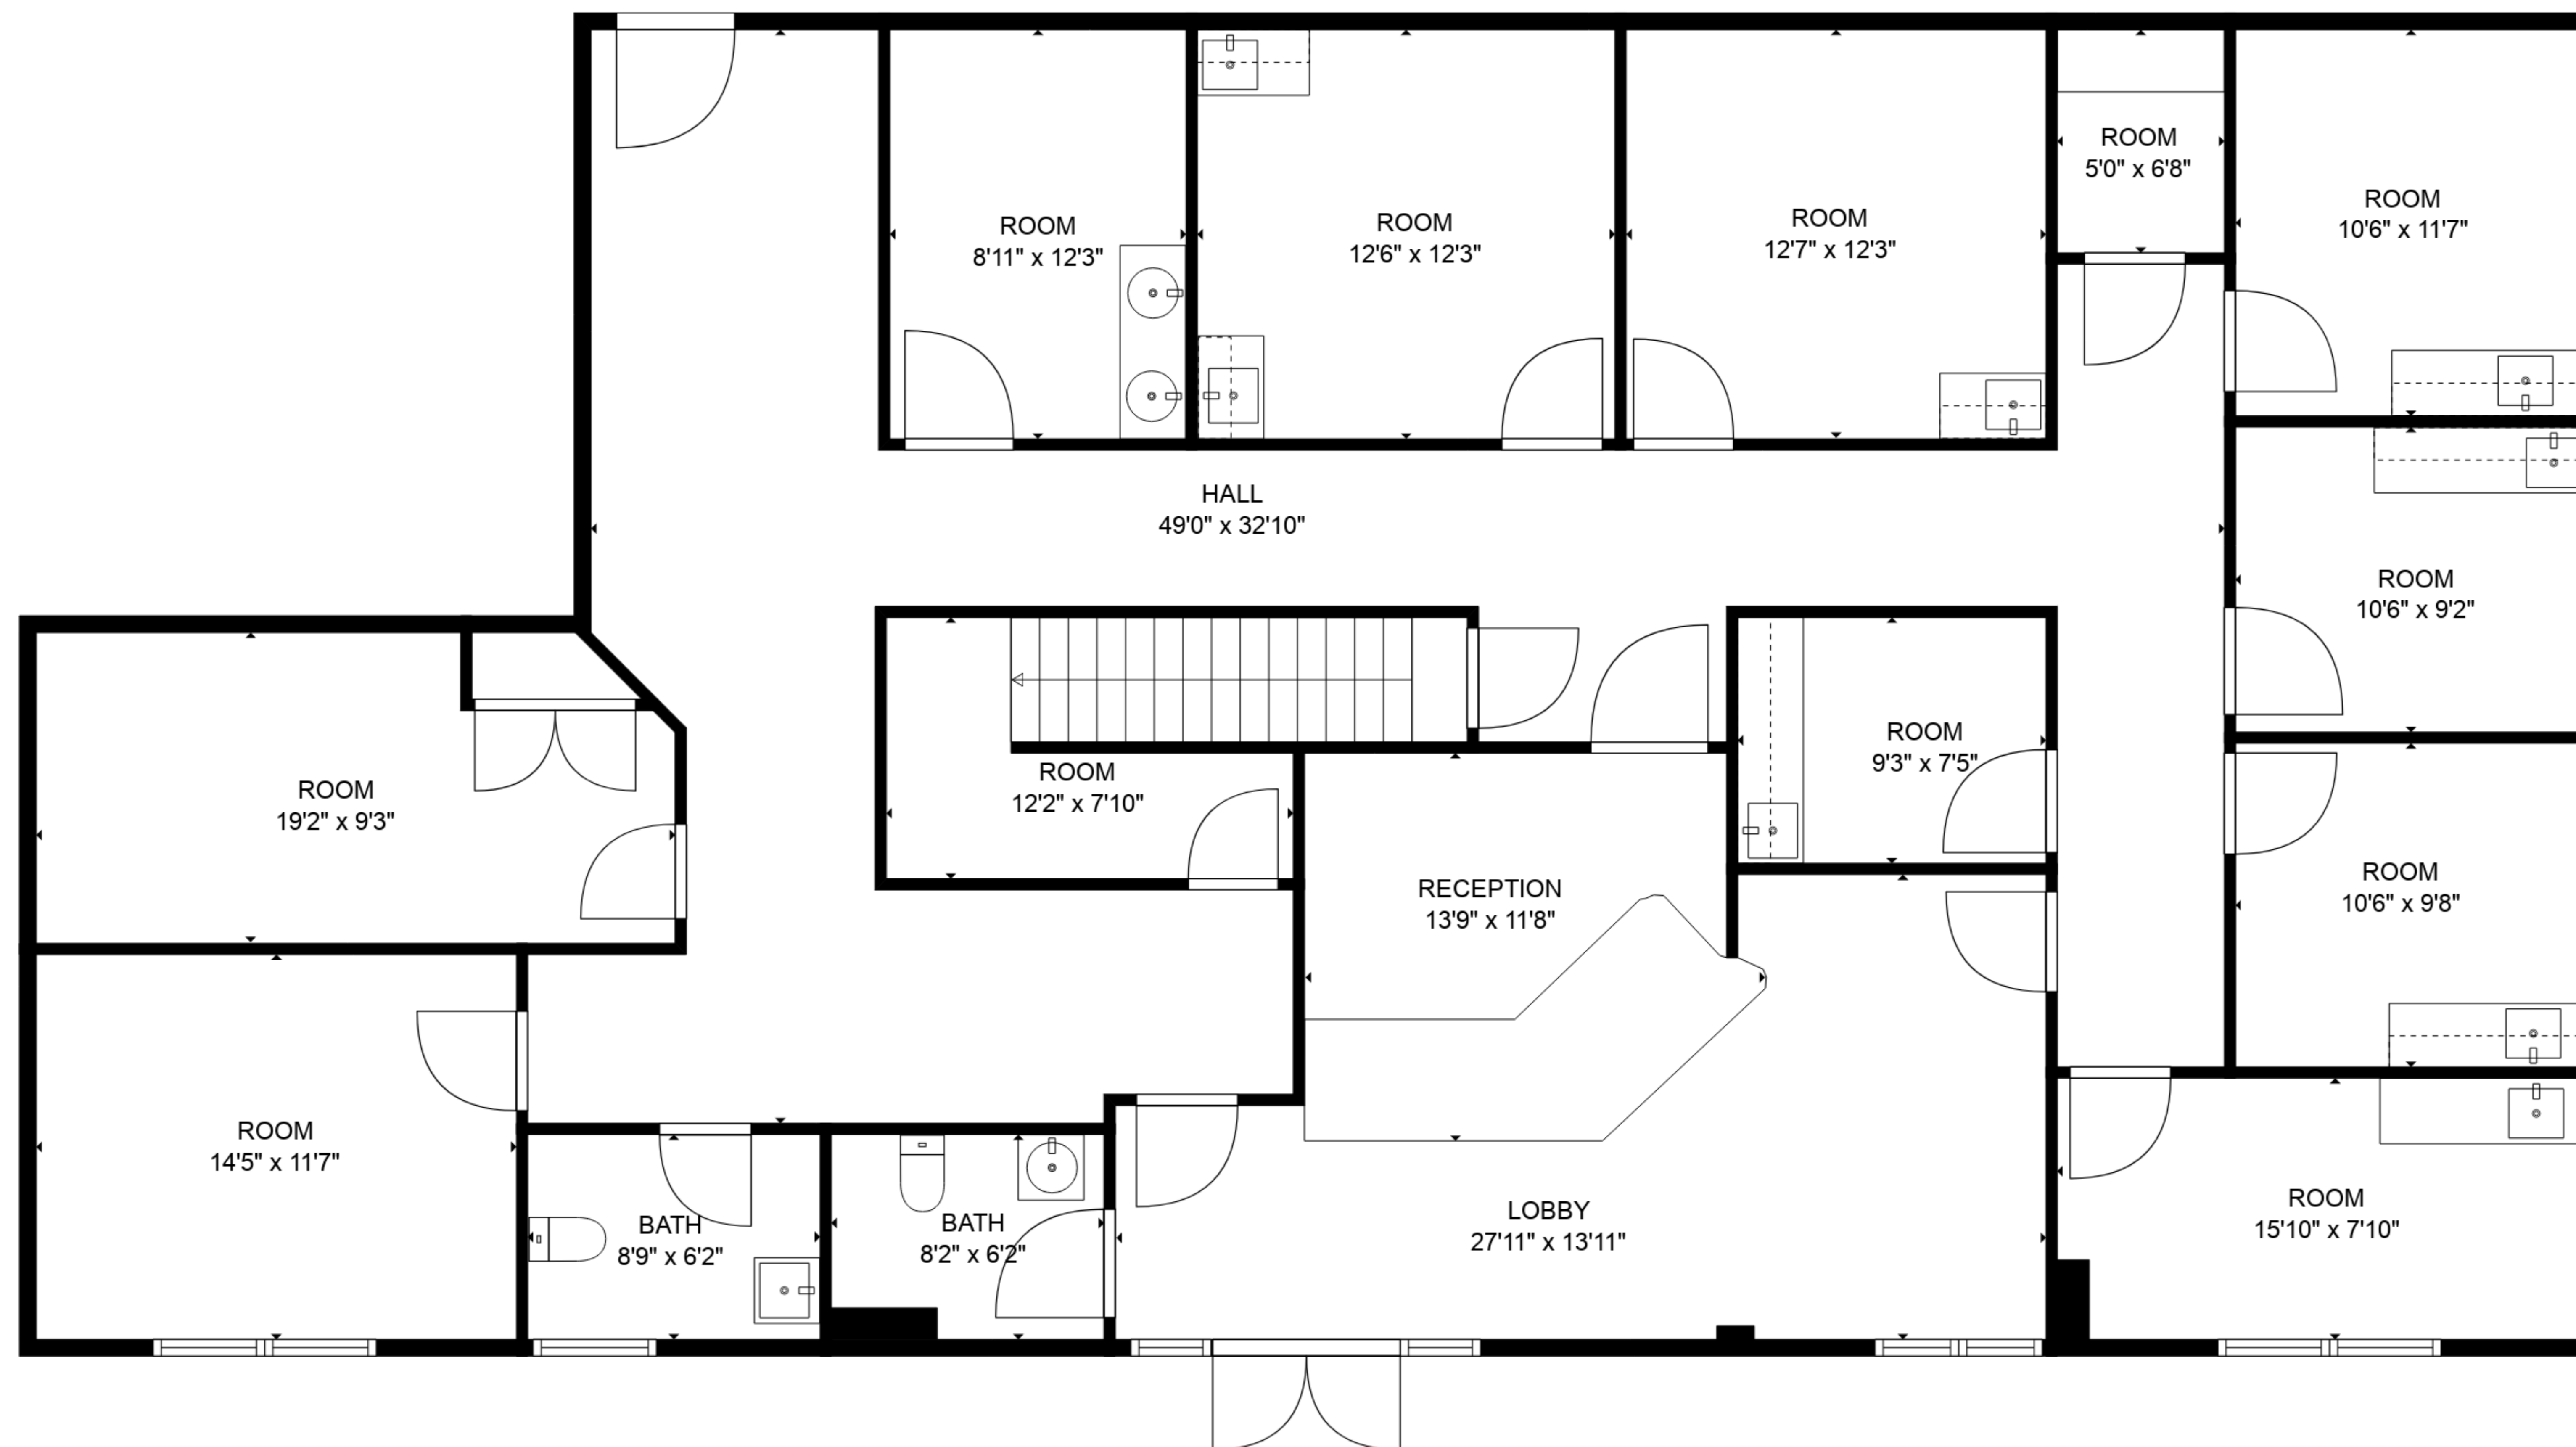 ROOM
5'0" x 6'8"
ROOM
10'6" x 11'7"
ROOM
8'11" x 12'3"
ROOM
12'6" x 12'3"
ROOM
12'7" x 12'3"
HALL
49'0" x 32'10"
ROOM
10'6" x 9'2"
ROOM
9'3" x 7'5"
ROOM
12'2" x 7'10"
ROOM
19'2" x 9'3"
RECEPTION
13'9" x 11'8"
ROOM
10'6" x 9'8"
ROOM
14'5" x 11'7"
BATH
8'9" x 6'2"
BATH
8'2" x 6'2"
LOBBY
27'11" x 13'11"
ROOM
15'10" x 7'10"